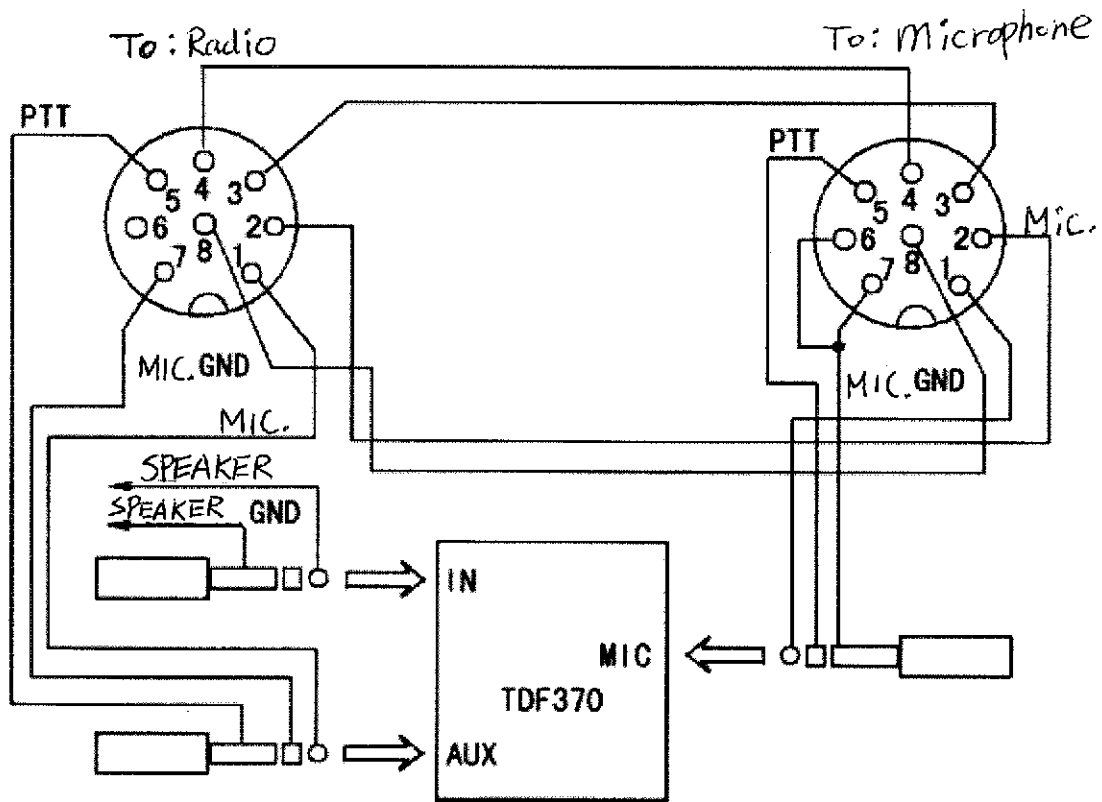 To: Radio
To: Microphone
PTT
4
5
3
6
8
2
7
1
PTT
4
5
3
6
8
2
Mic.
7
1
MIC. GND
MIC. GND
MIC.
SPEAKER
SPEAKER GND
IN
MIC
TDF370
AUX